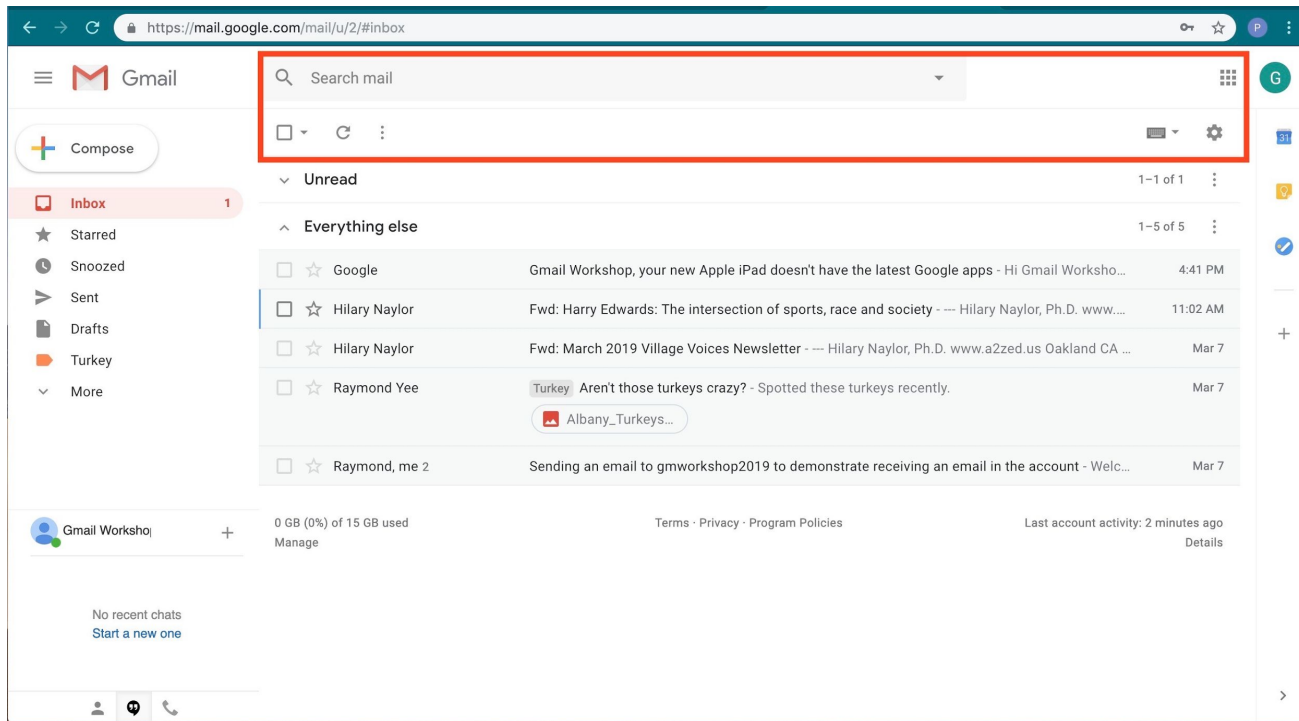 https://mail.google.com/mail/u/2/#inbox
P
Gmail
Search mail
G
Compose
31
Unread
1–1 of 1
Inbox
1
Everything else
1–5 of 5
Starred
Snoozed
Sent
Drafts
Turkey
More
Google Gmail Workshop, your new Apple iPad doesn't have the latest Google apps - Hi Gmail Worksho... 4:41 PM
Hilary Naylor Fwd: Harry Edwards: The intersection of sports, race and society - --- Hilary Naylor, Ph.D. www.... 11:02 AM
Hilary Naylor Fwd: March 2019 Village Voices Newsletter - --- Hilary Naylor, Ph.D. www.a2zed.us Oakland CA ... Mar 7
Raymond Yee Turkey Aren't those turkeys crazy? - Spotted these turkeys recently. Mar 7
Albany_Turkeys...
Raymond, me 2 Sending an email to gmworkshop2019 to demonstrate receiving an email in the account - Welc... Mar 7
Gmail Workshop
0 GB (0%) of 15 GB used
Manage
Terms · Privacy · Program Policies
Last account activity: 2 minutes ago
Details
No recent chats
Start a new one